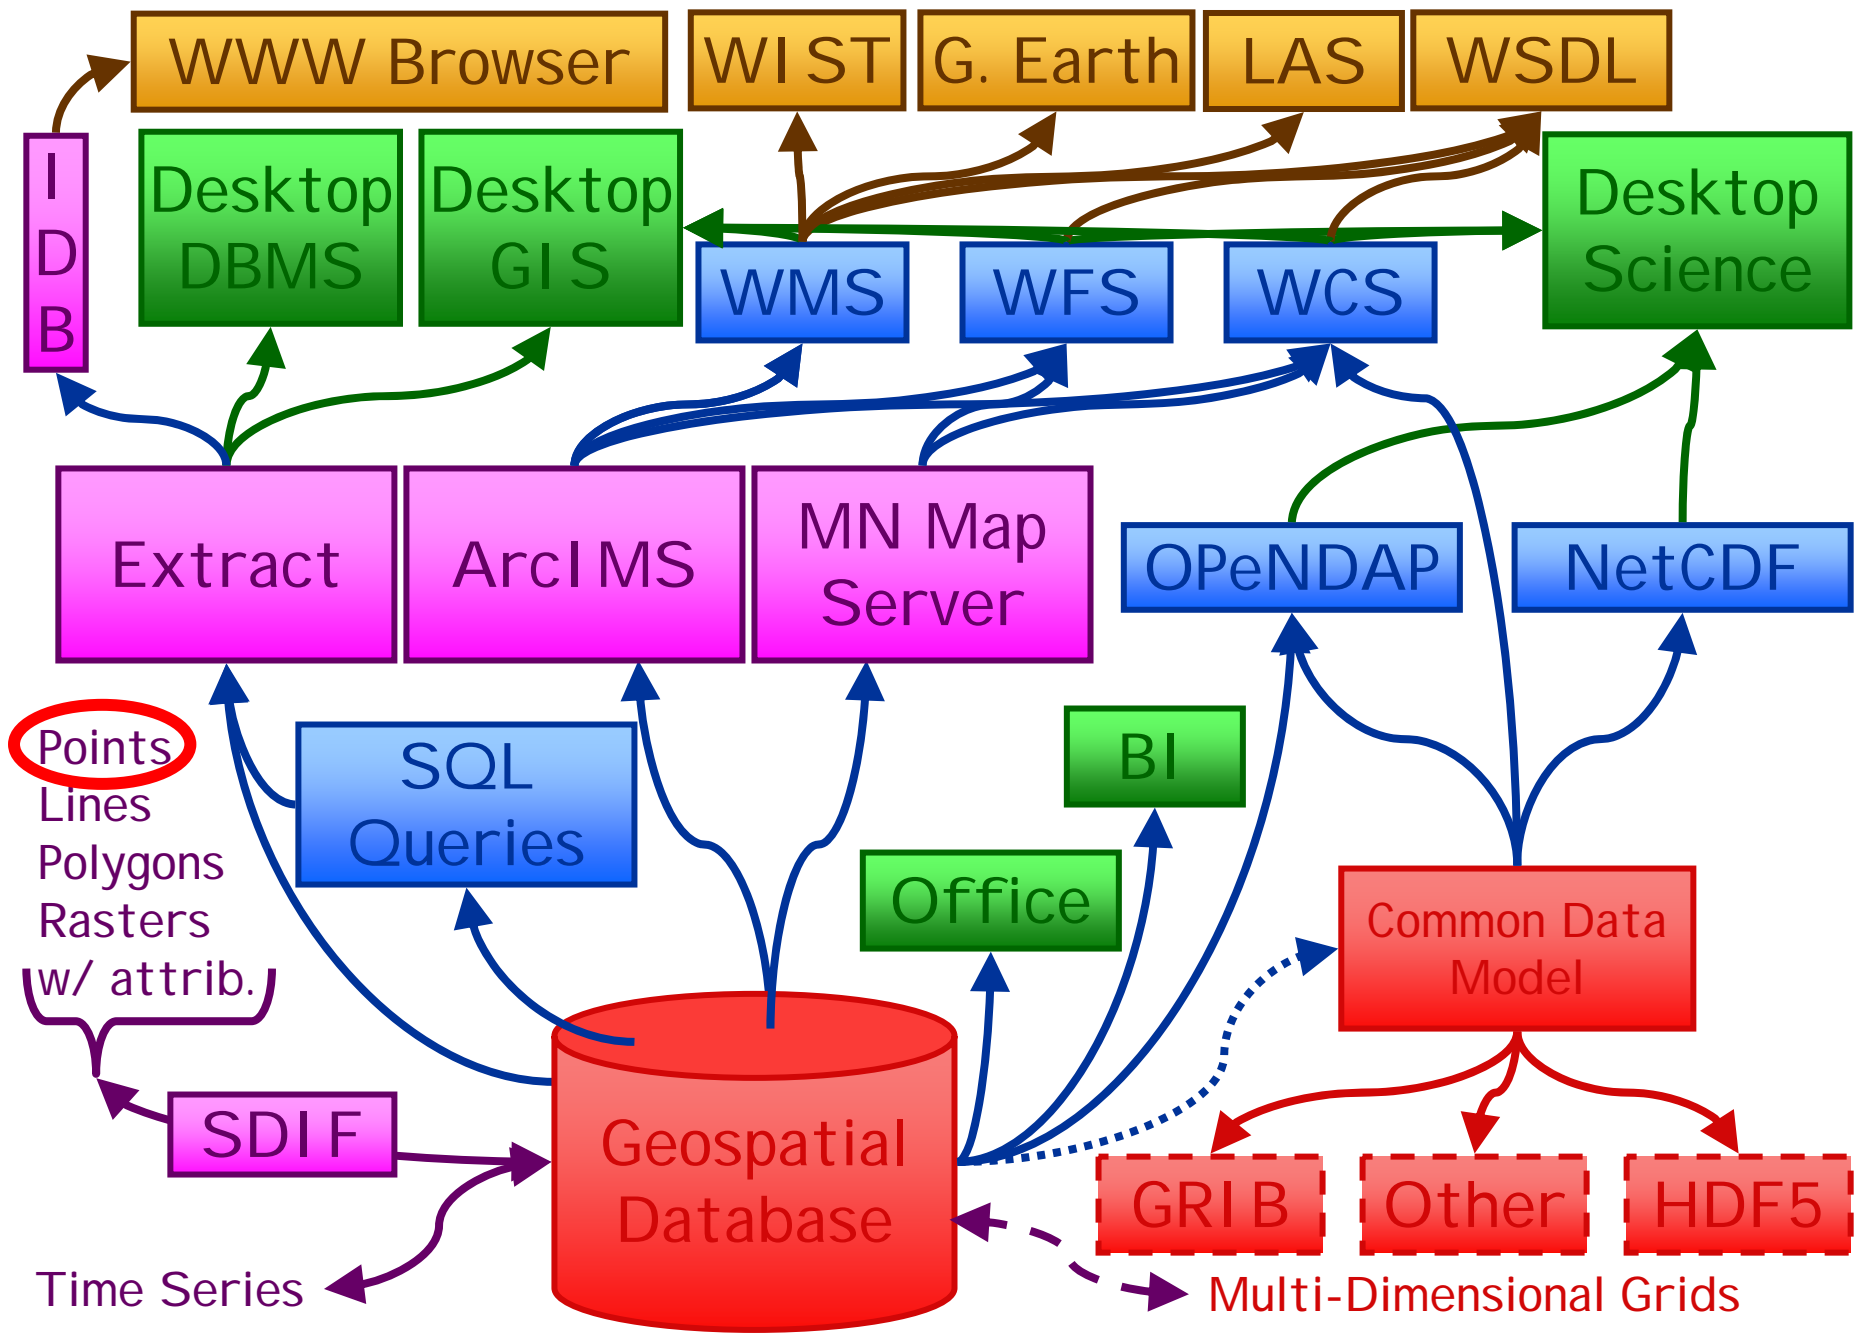 WWW Browser
WIST
G. Earth
LAS
WSDL
I
D
B
Desktop
DBMS
Desktop
GIS
WMS
WFS
WCS
Desktop
Science
Extract
ArcIMS
MN Map
Server
OPeNDAP
NetCDF
Points
Lines
Polygons
Rasters
w/ attrib.
SQL
Queries
BI
Office
Common Data
Model
SDIF
Geospatial
Database
GRIB
Other
HDF5
Time Series
Multi-Dimensional Grids